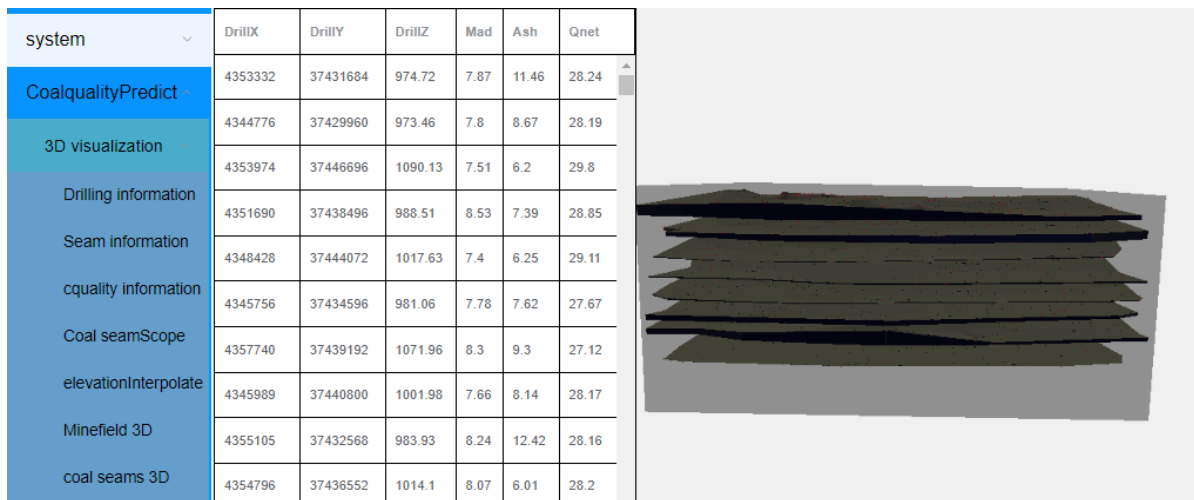 system
CoalqualityPredict
3D visualization
Drilling information
Seam information
cquality information
Coal seamScope
elevationInterpolate
Minefield 3D
coal seams 3D
DrillX DrillY DrillZ Mad Ash Qnet
4353332 37431684 974.72 7.87 11.46 28.24
4344776 37429960 973.46 7.8 8.67 28.19
4353974 37446696 1090.13 7.51 6.2 29.8
4351690 37438496 988.51 8.53 7.39 28.85
4348428 37444072 1017.63 7.4 6.25 29.11
4345756 37434596 981.06 7.78 7.62 27.67
4357740 37439192 1071.96 8.3 9.3 27.12
4345989 37440800 1001.98 7.66 8.14 28.17
4355105 37432568 983.93 8.24 12.42 28.16
4354796 37436552 1014.1 8.07 6.01 28.2